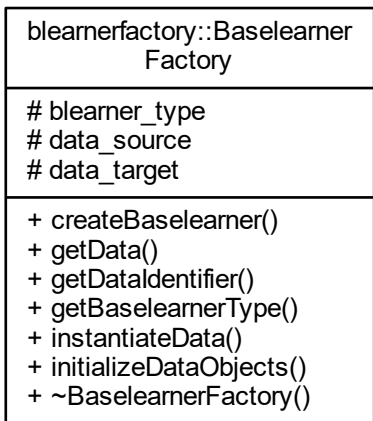 blearnerfactory::Baselearner
Factory
# blearner_type
# data_source
# data_target
+ createBaselearner()
+ getData()
+ getDataIdentifier()
+ getBaselearnerType()
+ instantiateData()
+ initializeDataObjects()
+ ~BaselearnerFactory()